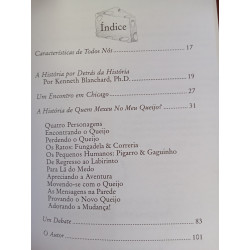 Índice
Características de Todos Nós 17
A História por Detrás da História
Por Kenneth Blanchard, Ph.D. 19
Um Encontro em Chicago 27
A História de Quem Mexeu No Meu Queijo? 31
Quatro Personagens
Encontrando o Queijo
Perdendo o Queijo
Os Ratos: Fungadela & Correria
Os Pequenos Humanos: Pigarro & Gaguinho
De Regresso ao Labirinto
Para Lá do Medo
Apreciando a Aventura
Movendo-se com o Queijo
As Mensagens na Parede
Provando o Novo Queijo
Adorando a Mudança!
Um Debate 83
O Autor 101